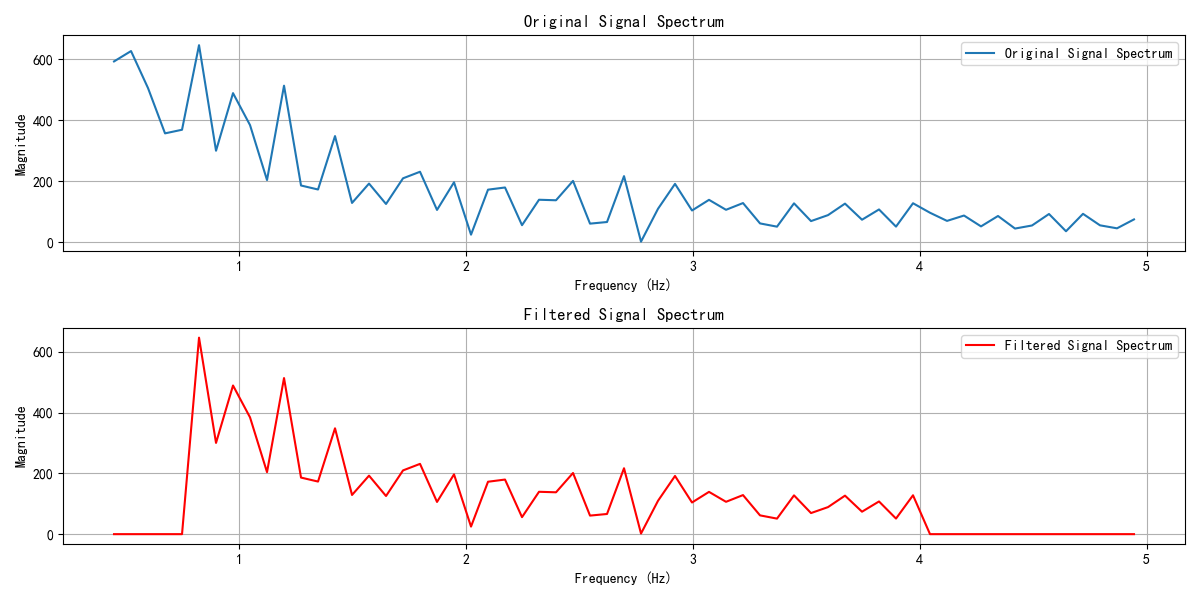 Original Signal Spectrum
Original Signal Spectrum
Magnitude
600
400
200
0
1 2 3 4 5
Frequency (Hz)
Filtered Signal Spectrum
Filtered Signal Spectrum
Magnitude
600
400
200
0
1 2 3 4 5
Frequency (Hz)